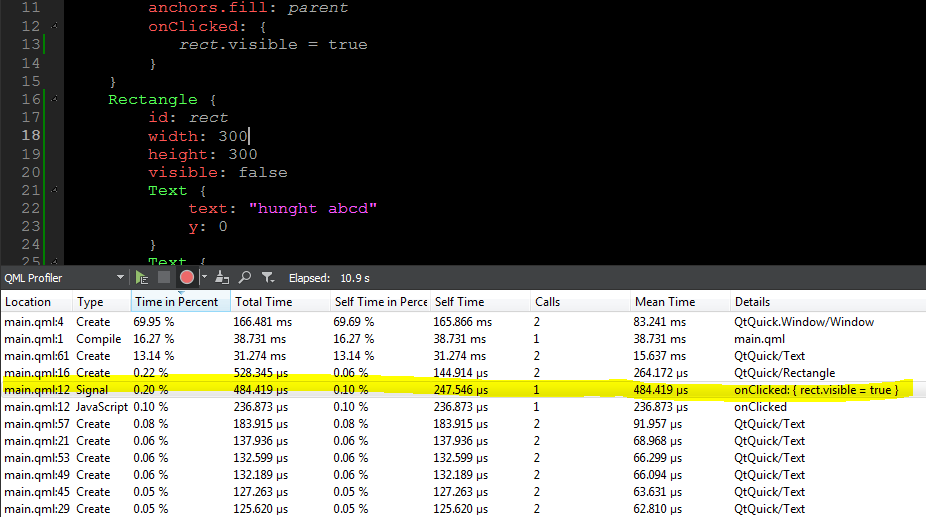 11 anchors.fill: parent
12 onClicked: {
13 rect.visible = true
14 }
15 }
16 Rectangle {
17 id: rect
18 width: 300
19 height: 300
20 visible: false
21 Text {
22 text: "hunght abcd"
23 y: 0
24 }
25 Text {
QML Profiler Elapsed: 10.9 s
Location Type Time in Percent Total Time Self Time in Perce Self Time Calls Mean Time Details
main.qml:4 Create 69.95 % 166.481 ms 69.69 % 165.866 ms 2 83.241 ms QtQuick.Window/Window
main.qml:1 Compile 16.27 % 38.731 ms 16.27 % 38.731 ms 1 38.731 ms main.qml
main.qml:61 Create 13.14 % 31.274 ms 13.14 % 31.274 ms 2 15.637 ms QtQuick/Text
main.qml:16 Create 0.22 % 528.345 µs 0.06 % 144.914 µs 2 264.172 µs QtQuick/Rectangle
main.qml:12 Signal 0.20 % 484.419 µs 0.10 % 247.546 µs 1 484.419 µs onClicked: { rect.visible = true }
main.qml:12 JavaScript 0.10 % 236.873 µs 0.10 % 236.873 µs 1 236.873 µs onClicked
main.qml:57 Create 0.08 % 183.915 µs 0.08 % 183.915 µs 2 91.957 µs QtQuick/Text
main.qml:21 Create 0.06 % 137.936 µs 0.06 % 137.936 µs 2 68.968 µs QtQuick/Text
main.qml:53 Create 0.06 % 132.599 µs 0.06 % 132.599 µs 2 66.299 µs QtQuick/Text
main.qml:49 Create 0.06 % 132.189 µs 0.06 % 132.189 µs 2 66.094 µs QtQuick/Text
main.qml:45 Create 0.05 % 127.263 µs 0.05 % 127.263 µs 2 63.631 µs QtQuick/Text
main.qml:29 Create 0.05 % 125.620 µs 0.05 % 125.620 µs 2 62.810 µs QtQuick/Text